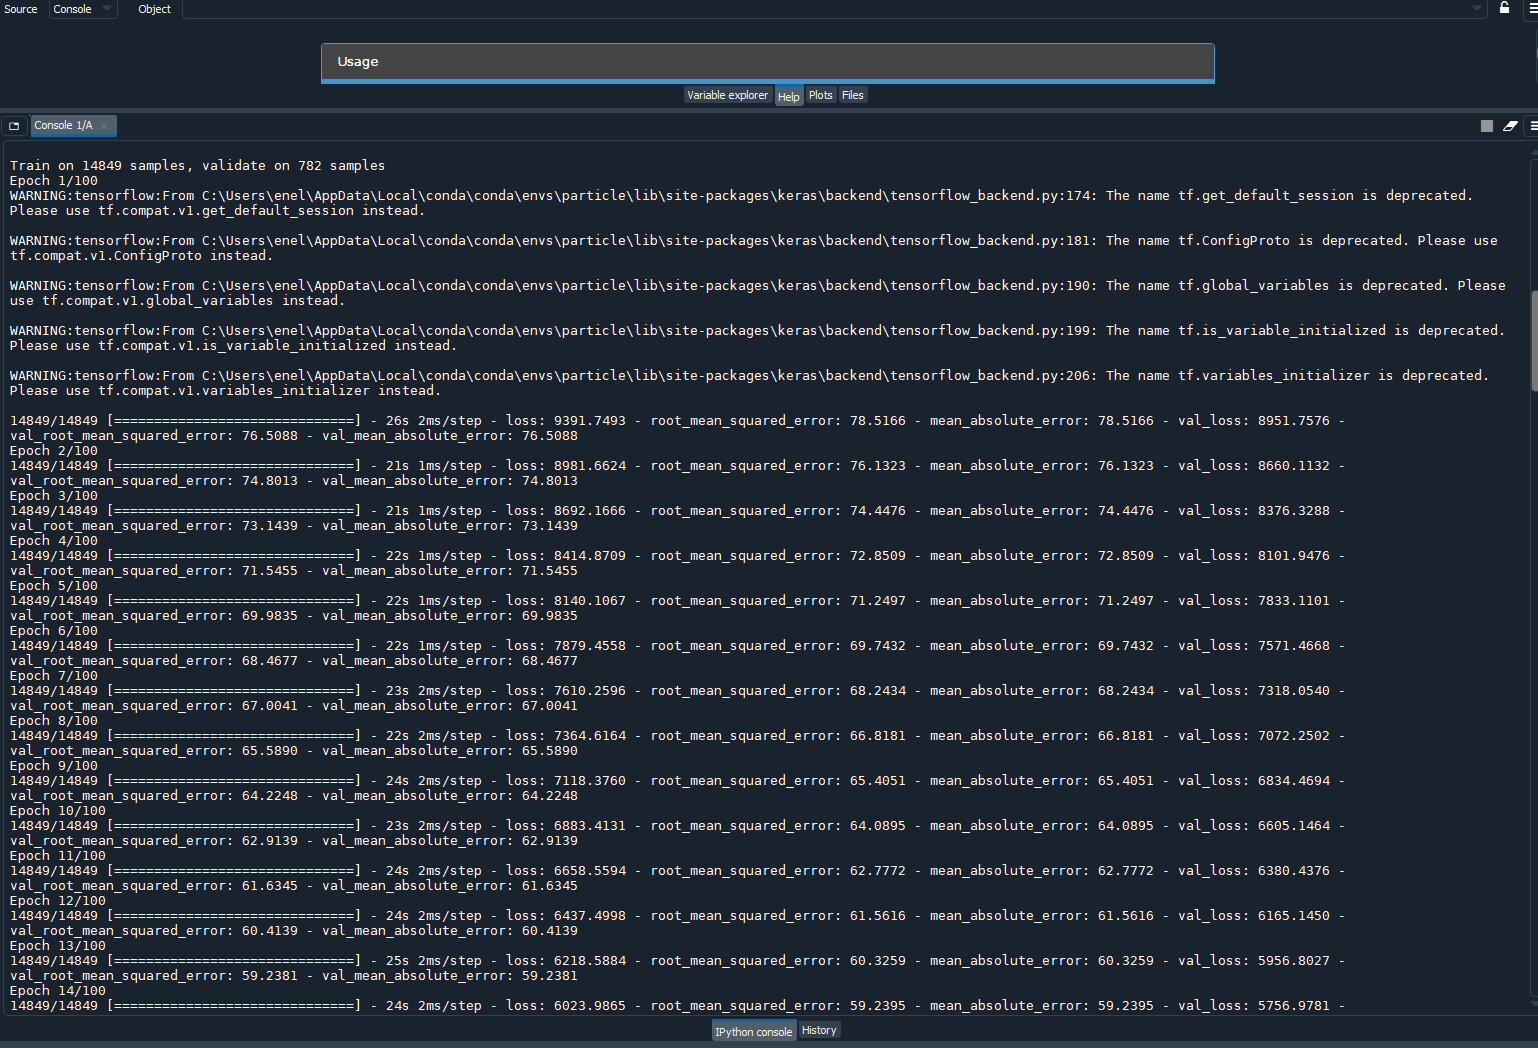 Source Console Object
Usage
Variable explorer Help Plots Files
Console 1/A
Train on 14849 samples, validate on 782 samples
Epoch 1/100
WARNING:tensorflow:From C:\Users\enel\AppData\Local\conda\conda\envs\particle\lib\site-packages\keras\backend\tensorflow_backend.py:174: The name tf.get_default_session is deprecated.
Please use tf.compat.v1.get_default_session instead.
WARNING:tensorflow:From C:\Users\enel\AppData\Local\conda\conda\envs\particle\lib\site-packages\keras\backend\tensorflow_backend.py:181: The name tf.ConfigProto is deprecated. Please use
tf.compat.v1.ConfigProto instead.
WARNING:tensorflow:From C:\Users\enel\AppData\Local\conda\conda\envs\particle\lib\site-packages\keras\backend\tensorflow_backend.py:190: The name tf.global_variables is deprecated. Please
use tf.compat.v1.global_variables instead.
WARNING:tensorflow:From C:\Users\enel\AppData\Local\conda\conda\envs\particle\lib\site-packages\keras\backend\tensorflow_backend.py:199: The name tf.is_variable_initialized is deprecated.
Please use tf.compat.v1.is_variable_initialized instead.
WARNING:tensorflow:From C:\Users\enel\AppData\Local\conda\conda\envs\particle\lib\site-packages\keras\backend\tensorflow_backend.py:206: The name tf.variables_initializer is deprecated.
Please use tf.compat.v1.variables_initializer instead.
14849/14849 [==============================] - 26s 2ms/step - loss: 9391.7493 - root_mean_squared_error: 78.5166 - mean_absolute_error: 78.5166 - val_loss: 8951.7576 -
val_root_mean_squared_error: 76.5088 - val_mean_absolute_error: 76.5088
Epoch 2/100
14849/14849 [==============================] - 21s 1ms/step - loss: 8981.6624 - root_mean_squared_error: 76.1323 - mean_absolute_error: 76.1323 - val_loss: 8660.1132 -
val_root_mean_squared_error: 74.8013 - val_mean_absolute_error: 74.8013
Epoch 3/100
14849/14849 [==============================] - 21s 1ms/step - loss: 8692.1666 - root_mean_squared_error: 74.4476 - mean_absolute_error: 74.4476 - val_loss: 8376.3288 -
val_root_mean_squared_error: 73.1439 - val_mean_absolute_error: 73.1439
Epoch 4/100
14849/14849 [==============================] - 22s 1ms/step - loss: 8414.8709 - root_mean_squared_error: 72.8509 - mean_absolute_error: 72.8509 - val_loss: 8101.9476 -
val_root_mean_squared_error: 71.5455 - val_mean_absolute_error: 71.5455
Epoch 5/100
14849/14849 [==============================] - 22s 1ms/step - loss: 8140.1067 - root_mean_squared_error: 71.2497 - mean_absolute_error: 71.2497 - val_loss: 7833.1101 -
val_root_mean_squared_error: 69.9835 - val_mean_absolute_error: 69.9835
Epoch 6/100
14849/14849 [==============================] - 22s 1ms/step - loss: 7879.4558 - root_mean_squared_error: 69.7432 - mean_absolute_error: 69.7432 - val_loss: 7571.4668 -
val_root_mean_squared_error: 68.4677 - val_mean_absolute_error: 68.4677
Epoch 7/100
14849/14849 [==============================] - 23s 2ms/step - loss: 7610.2596 - root_mean_squared_error: 68.2434 - mean_absolute_error: 68.2434 - val_loss: 7318.0540 -
val_root_mean_squared_error: 67.0041 - val_mean_absolute_error: 67.0041
Epoch 8/100
14849/14849 [==============================] - 22s 2ms/step - loss: 7364.6164 - root_mean_squared_error: 66.8181 - mean_absolute_error: 66.8181 - val_loss: 7072.2502 -
val_root_mean_squared_error: 65.5890 - val_mean_absolute_error: 65.5890
Epoch 9/100
14849/14849 [==============================] - 24s 2ms/step - loss: 7118.3760 - root_mean_squared_error: 65.4051 - mean_absolute_error: 65.4051 - val_loss: 6834.4694 -
val_root_mean_squared_error: 64.2248 - val_mean_absolute_error: 64.2248
Epoch 10/100
14849/14849 [==============================] - 23s 2ms/step - loss: 6883.4131 - root_mean_squared_error: 64.0895 - mean_absolute_error: 64.0895 - val_loss: 6605.1464 -
val_root_mean_squared_error: 62.9139 - val_mean_absolute_error: 62.9139
Epoch 11/100
14849/14849 [==============================] - 24s 2ms/step - loss: 6658.5594 - root_mean_squared_error: 62.7772 - mean_absolute_error: 62.7772 - val_loss: 6380.4376 -
val_root_mean_squared_error: 61.6345 - val_mean_absolute_error: 61.6345
Epoch 12/100
14849/14849 [==============================] - 24s 2ms/step - loss: 6437.4998 - root_mean_squared_error: 61.5616 - mean_absolute_error: 61.5616 - val_loss: 6165.1450 -
val_root_mean_squared_error: 60.4139 - val_mean_absolute_error: 60.4139
Epoch 13/100
14849/14849 [==============================] - 25s 2ms/step - loss: 6218.5884 - root_mean_squared_error: 60.3259 - mean_absolute_error: 60.3259 - val_loss: 5956.8027 -
val_root_mean_squared_error: 59.2381 - val_mean_absolute_error: 59.2381
Epoch 14/100
14849/14849 [==============================] - 24s 2ms/step - loss: 6023.9865 - root_mean_squared_error: 59.2395 - mean_absolute_error: 59.2395 - val_loss: 5756.9781 -
IPython console History